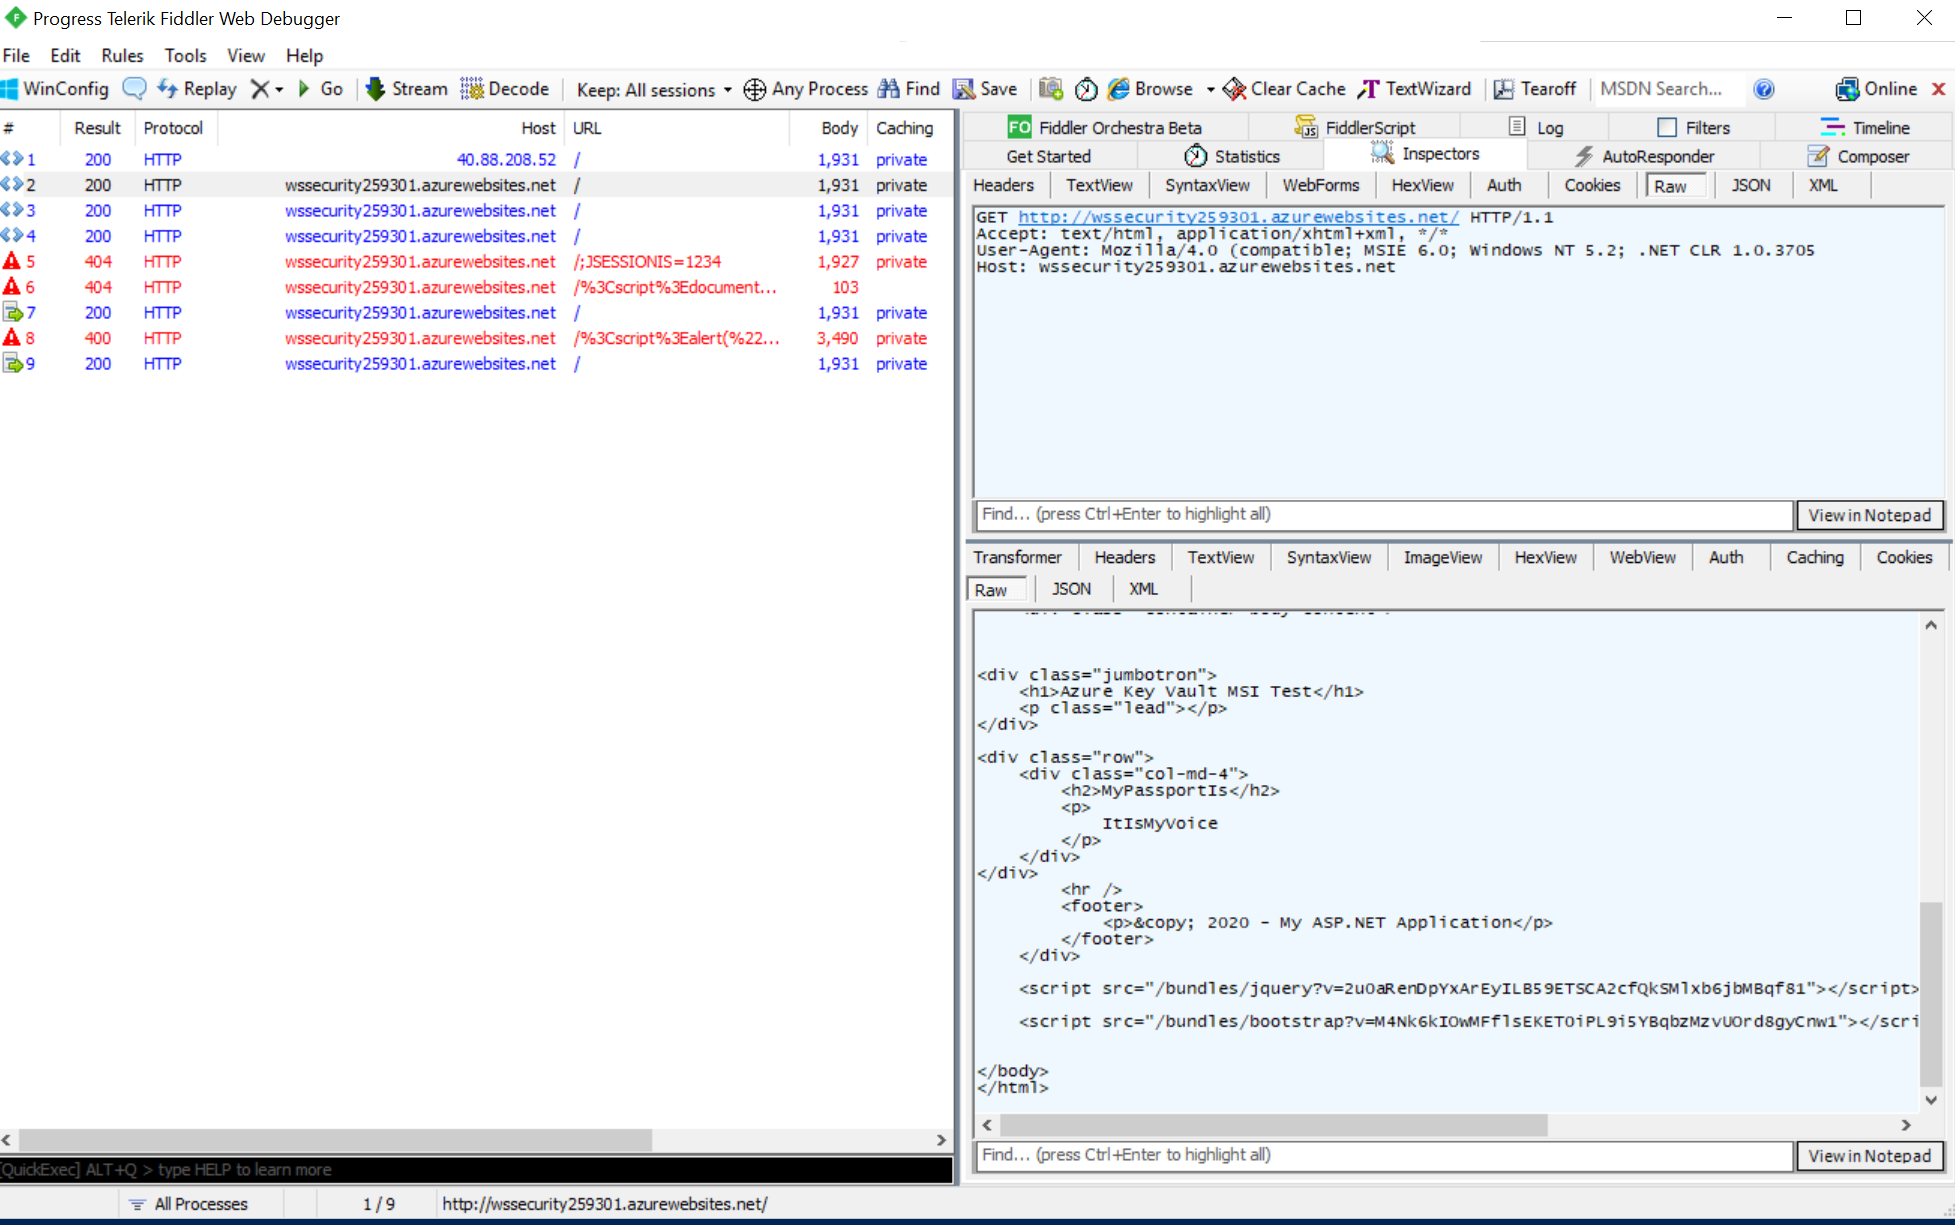 Progress Telerik Fiddler Web Debugger
File Edit Rules Tools View Help
WinConfig Replay Go Stream Decode Keep: All sessions Any Process Find Save Browse Clear Cache TextWizard Tearoff MSDN Search... Online
# Result Protocol Host URL Body Caching
1 200 HTTP 40.88.208.52 / 1,931 private
2 200 HTTP wssecurity259301.azurewebsites.net / 1,931 private
3 200 HTTP wssecurity259301.azurewebsites.net / 1,931 private
4 200 HTTP wssecurity259301.azurewebsites.net / 1,931 private
5 404 HTTP wssecurity259301.azurewebsites.net /;JSESSIONIS=1234 1,927 private
6 404 HTTP wssecurity259301.azurewebsites.net /%3Cscript%3Edocument... 103
7 200 HTTP wssecurity259301.azurewebsites.net / 1,931 private
8 400 HTTP wssecurity259301.azurewebsites.net /%3Cscript%3Ealert(%22... 3,490 private
9 200 HTTP wssecurity259301.azurewebsites.net / 1,931 private
FO Fiddler Orchestra Beta FiddlerScript Log Filters Timeline
Get Started Statistics Inspectors AutoResponder Composer
Headers TextView SyntaxView WebForms HexView Auth Cookies Raw JSON XML
GET http://wssecurity259301.azurewebsites.net/ HTTP/1.1
Accept: text/html, application/xhtml+xml, */*
User-Agent: Mozilla/4.0 (compatible; MSIE 6.0; Windows NT 5.2; .NET CLR 1.0.3705
Host: wssecurity259301.azurewebsites.net
Find... (press Ctrl+Enter to highlight all) View in Notepad
Transformer Headers TextView SyntaxView ImageView HexView WebView Auth Caching Cookies
Raw JSON XML
<div class="jumbotron">
<h1>Azure Key Vault MSI Test</h1>
<p class="lead"></p>
</div>
<div class="row">
<div class="col-md-4">
<h2>MyPassportIs</h2>
<p>
ItIsMyVoice
</p>
</div>
</div>
<hr />
<footer>
<p>&copy; 2020 - My ASP.NET Application</p>
</footer>
</div>
<script src="/bundles/jquery?v=2u0aRenDpYxArEyILB59ETSCA2cfQkSMlxb6jbMBqf81"></script>
<script src="/bundles/bootstrap?v=M4Nk6kIOwMFflsEKET0iPL9i5YBqbzMzvUOrd8gyCnw1"></scri
</body>
</html>
Find... (press Ctrl+Enter to highlight all) View in Notepad
[QuickExec] ALT+Q > type HELP to learn more
All Processes 1 / 9 http://wssecurity259301.azurewebsites.net/